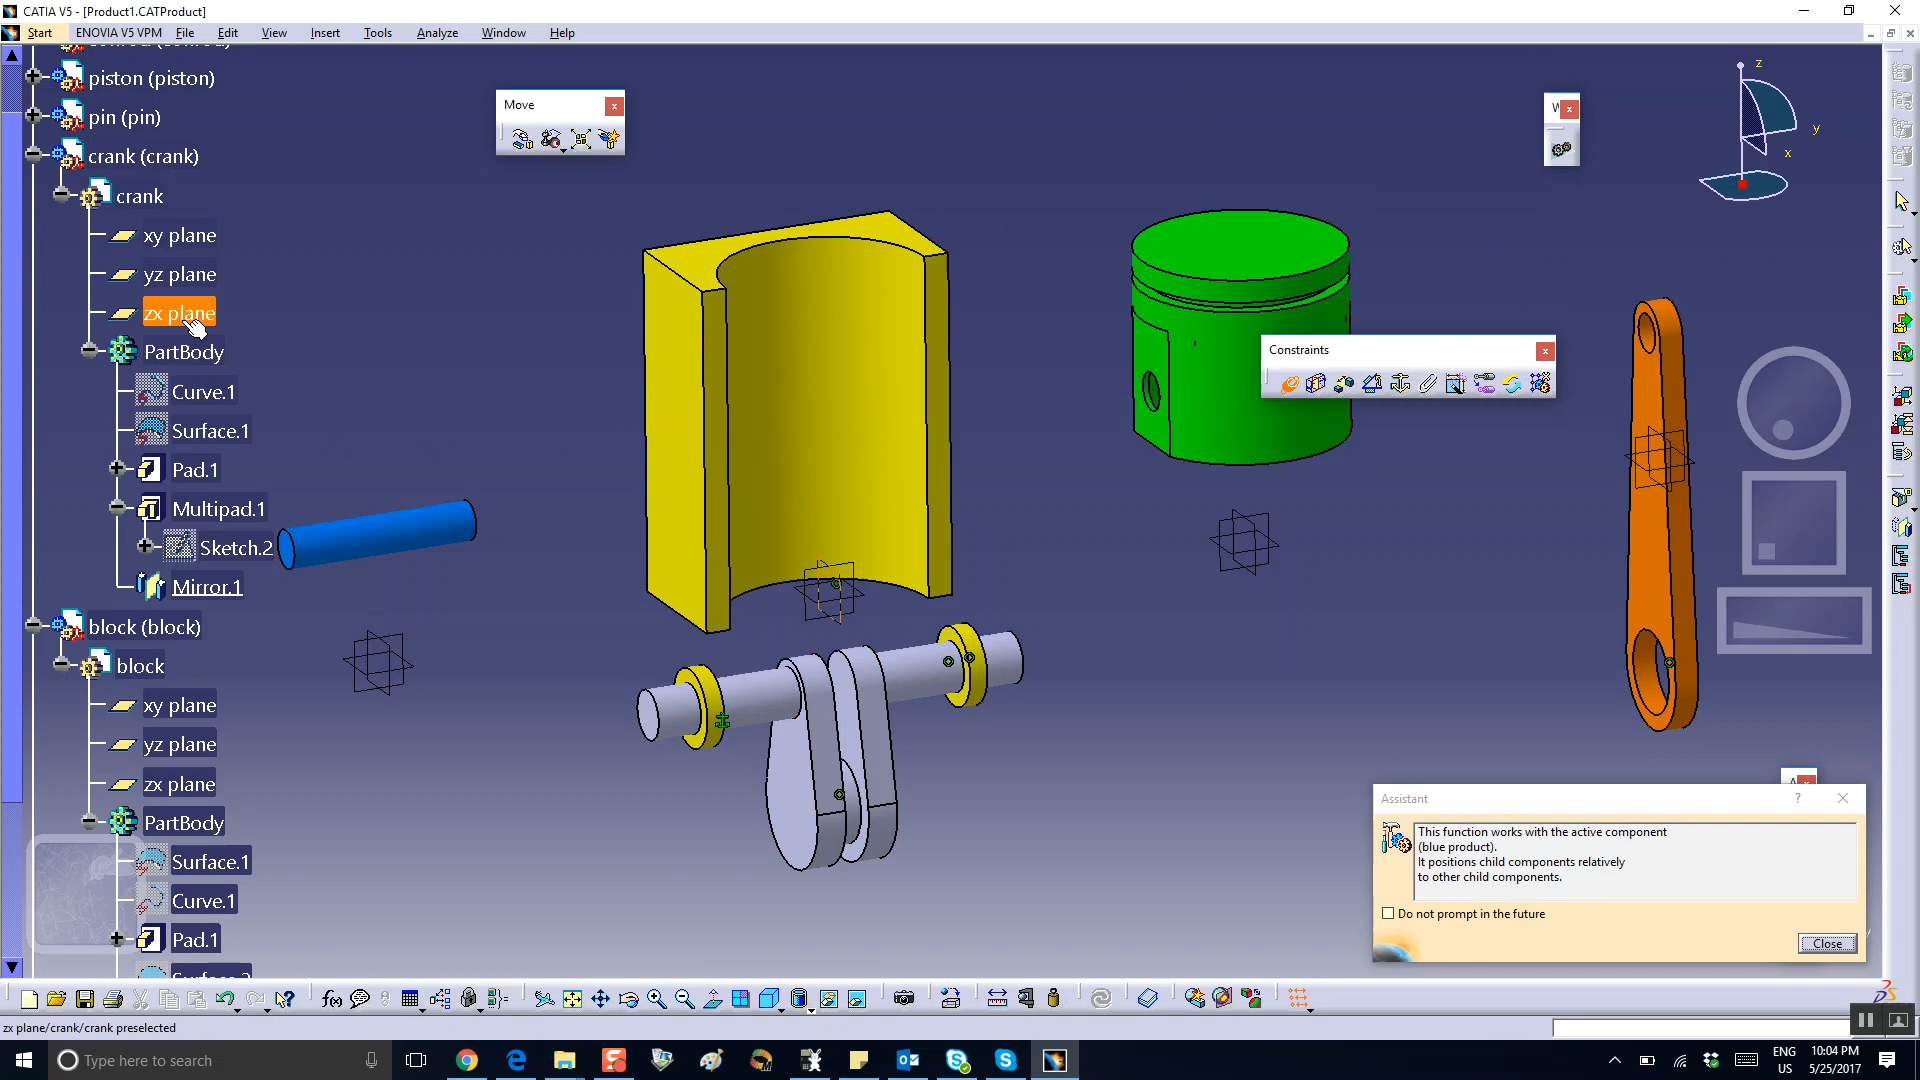 CATIA V5 - [Product1.CATProduct]
Start
ENOVIA V5 VPM
File
Edit
View
Insert
Tools
Analyze
Window
Help
piston (piston)
pin (pin)
crank (crank)
crank
xy plane
yz plane
zx plane
PartBody
Curve.1
Surface.1
Pad.1
Multipad.1
Sketch.2
Mirror.1
block (block)
block
xy plane
yz plane
zx plane
PartBody
Surface.1
Curve.1
Pad.1
Move
z
y
x
Constraints
Assistant
?
This function works with the active component
(blue product).
It positions child components relatively
to other child components.
Do not prompt in the future
Close
zx plane/crank/crank preselected
Type here to search
ENG
US
10:04 PM
5/25/2017